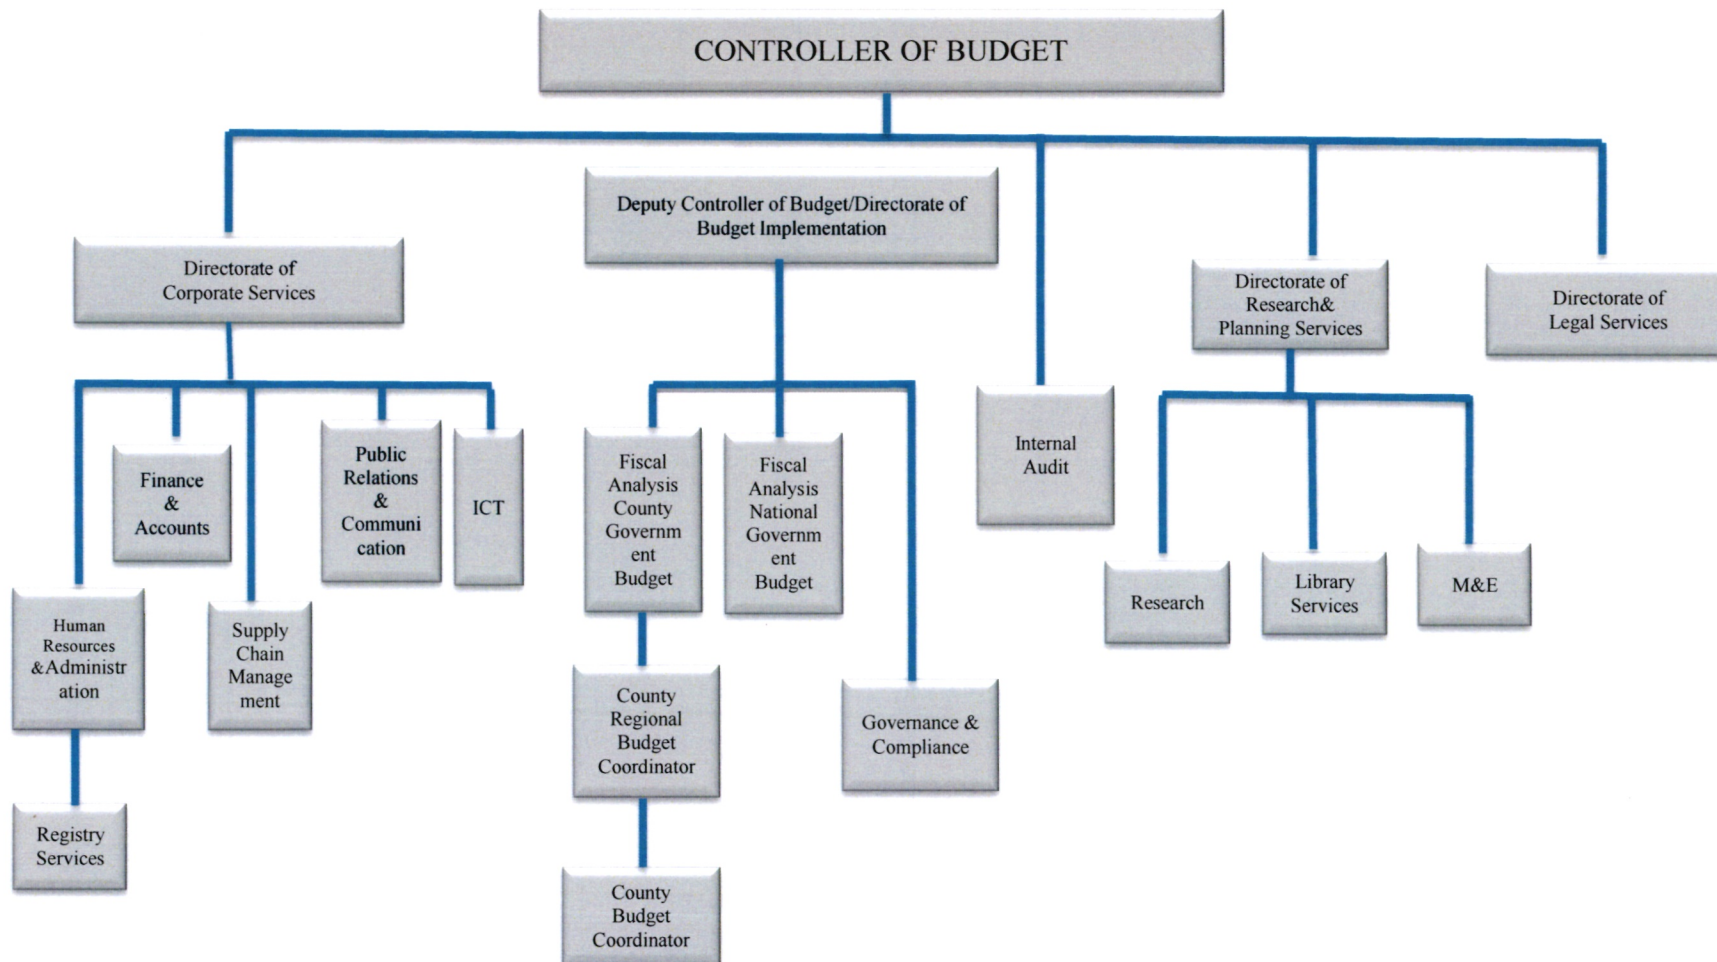 CONTROLLER OF BUDGET
Deputy Controller of Budget/Directorate of
Budget Implementation
Directorate of
Corporate Services
Directorate of
Research&
Planning Services
Directorate of
Legal Services
Finance
&
Accounts
Public
Relations
&
Communi
cation
ICT
Fiscal
Analysis
County
Governm
ent
Budget
Fiscal
Analysis
National
Governm
ent
Budget
Internal
Audit
Research
Library
Services
M&E
Human
Resources
&Administr
ation
Supply
Chain
Manage
ment
County
Regional
Budget
Coordinator
Governance &
Compliance
Registry
Services
County
Budget
Coordinator